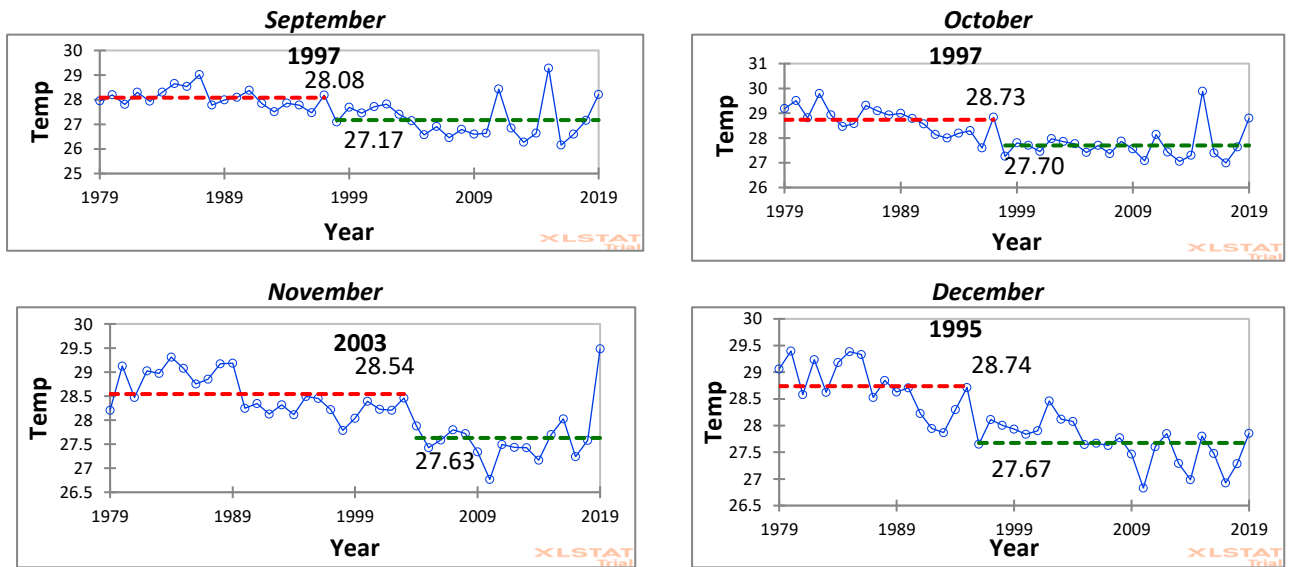 September
1997
28.08
27.17
30
29
28
27
26
25
Temp
1979 1989 1999 2009 2019
Year
XLSTAT
Trial
October
1997
28.73
27.70
31
30
29
28
27
26
Temp
1979 1989 1999 2009 2019
Year
XLSTAT
Trial
November
2003
28.54
27.63
30
29.5
29
28.5
28
27.5
27
26.5
Temp
1979 1989 1999 2009 2019
Year
XLSTAT
Trial
December
1995
28.74
27.67
30
29.5
29
28.5
28
27.5
27
26.5
Temp
1979 1989 1999 2009 2019
Year
XLSTAT
Trial